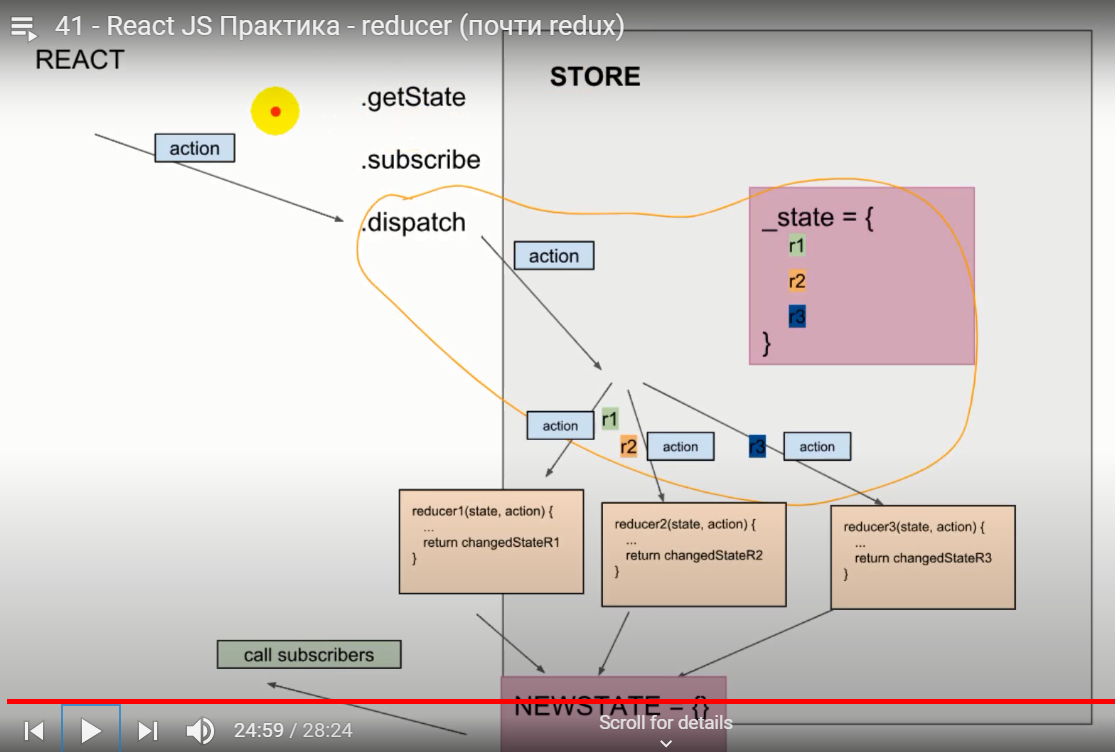 41 - React JS Практика - reducer (почти redux)
REACT
STORE
.getState
action
.subscribe
.dispatch
_state = {
r1
r2
r3
}
action
action
r1
r2
action
r3
action
reducer1(state, action) {
...
return changedStateR1
}
reducer2(state, action) {
...
return changedStateR2
}
reducer3(state, action) {
...
return changedStateR3
}
call subscribers
NEWSTATE = {}
Scroll for details
24:59 / 28:24